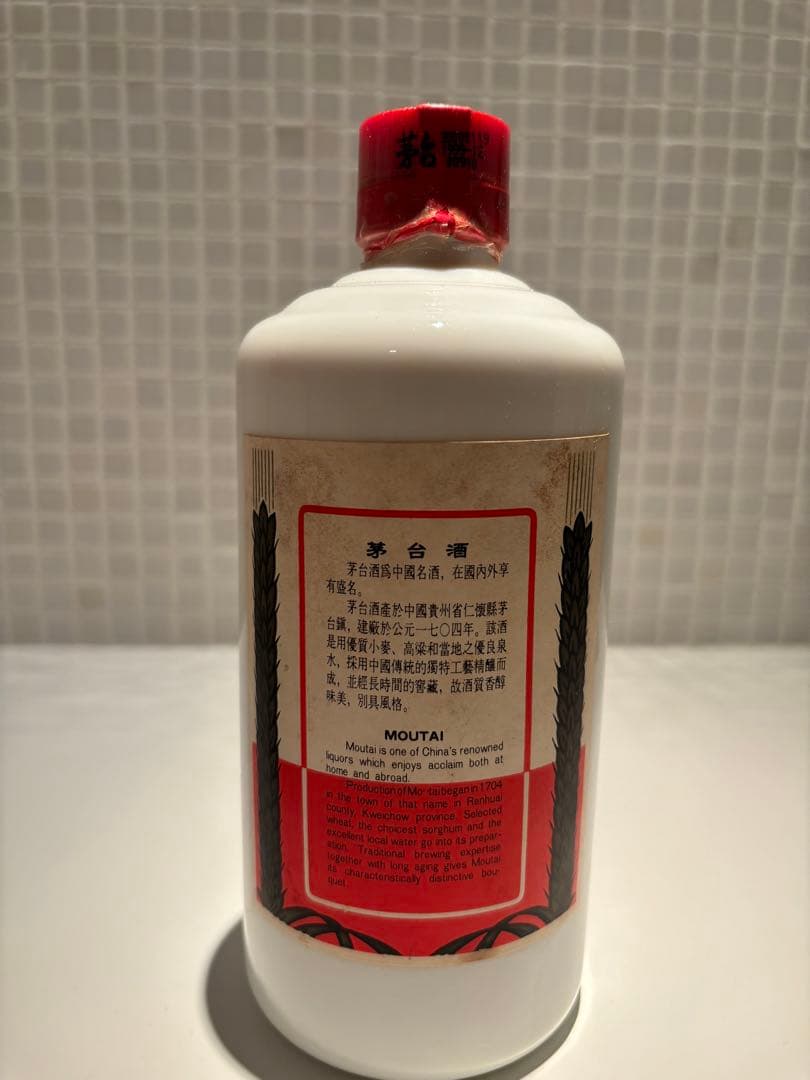 茅台
茅台酒
茅台酒爲中國名酒，在國內外享
有盛名。
茅台酒產於中國貴州省仁懷縣茅
台鎭，建廠於公元一七〇四年。該酒
是用優質小麥、高粱和當地之優良泉
水，採用中國傳統的獨特工藝精釀而
成，並經長時間的窖藏，故酒質香醇
味美，別具風格。
MOUTAI
Moutai is one of China's renowned
liquors which enjoys acclaim both at
home and abroad.
Production of Mo tai began in 1704
in the town of that name in Renhuai
county, Kweichow province. Selected
wheat, the choicest sorghum and the
excellent local water go into its prepar-
ation. Traditional brewing expertise
together with long aging gives Moutai
its characteristically distinctive bou-
quet.